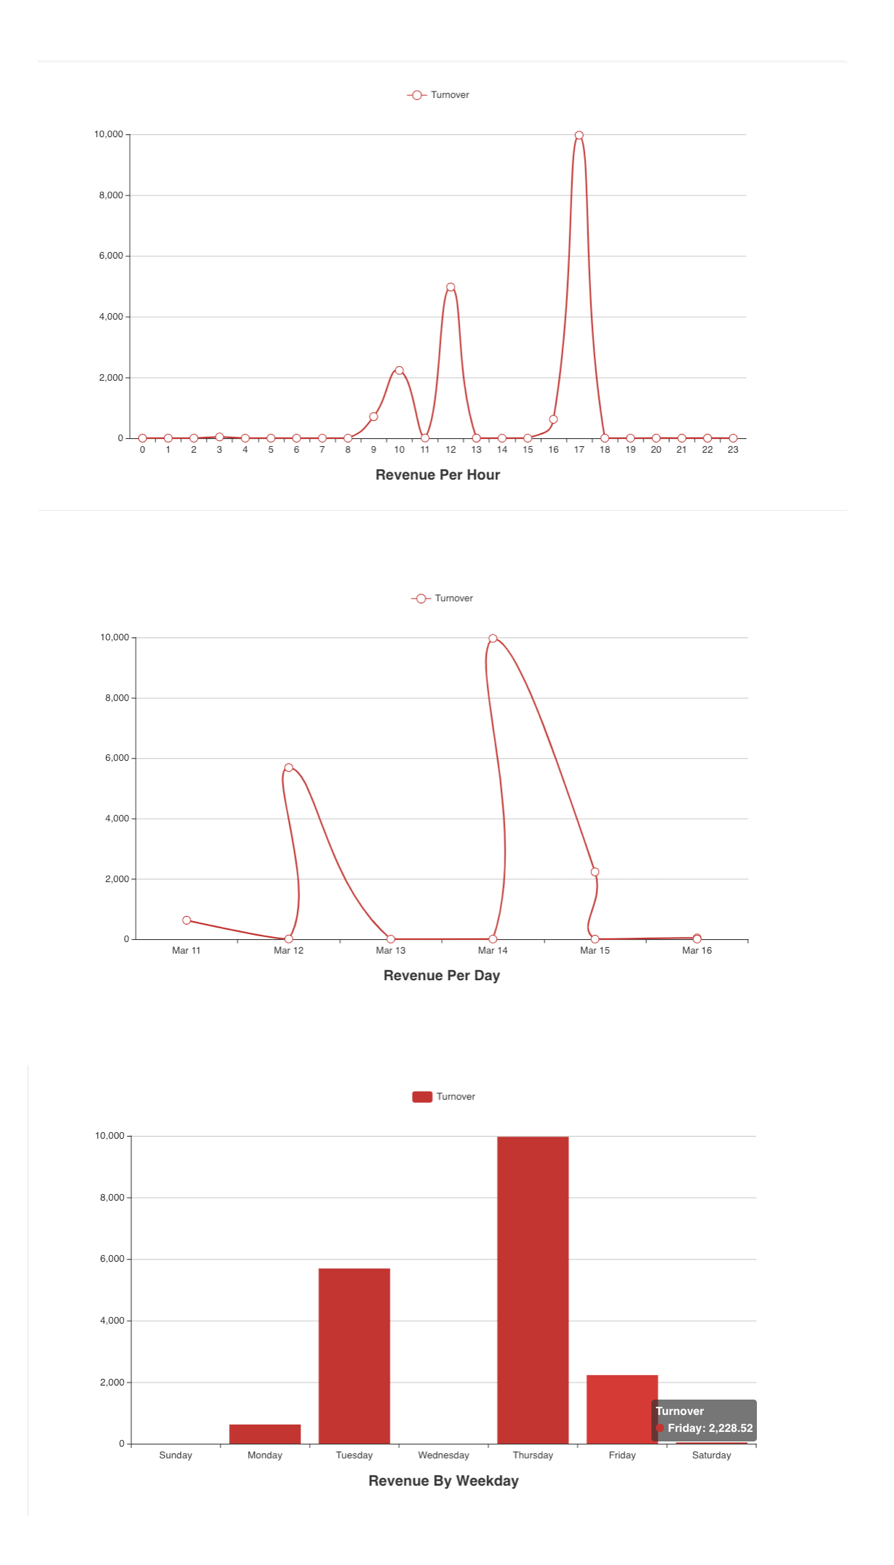 Turnover
10,000
8,000
6,000
4,000
2,000
0
0 1 2 3 4 5 6 7 8 9 10 11 12 13 14 15 16 17 18 19 20 21 22 23
Revenue Per Hour
Turnover
10,000
8,000
6,000
4,000
2,000
0
Mar 11 Mar 12 Mar 13 Mar 14 Mar 15 Mar 16
Revenue Per Day
Turnover
10,000
8,000
6,000
4,000
2,000
Turnover
Friday: 2,228.52
0
Sunday Monday Tuesday Wednesday Thursday Friday Saturday
Revenue By Weekday